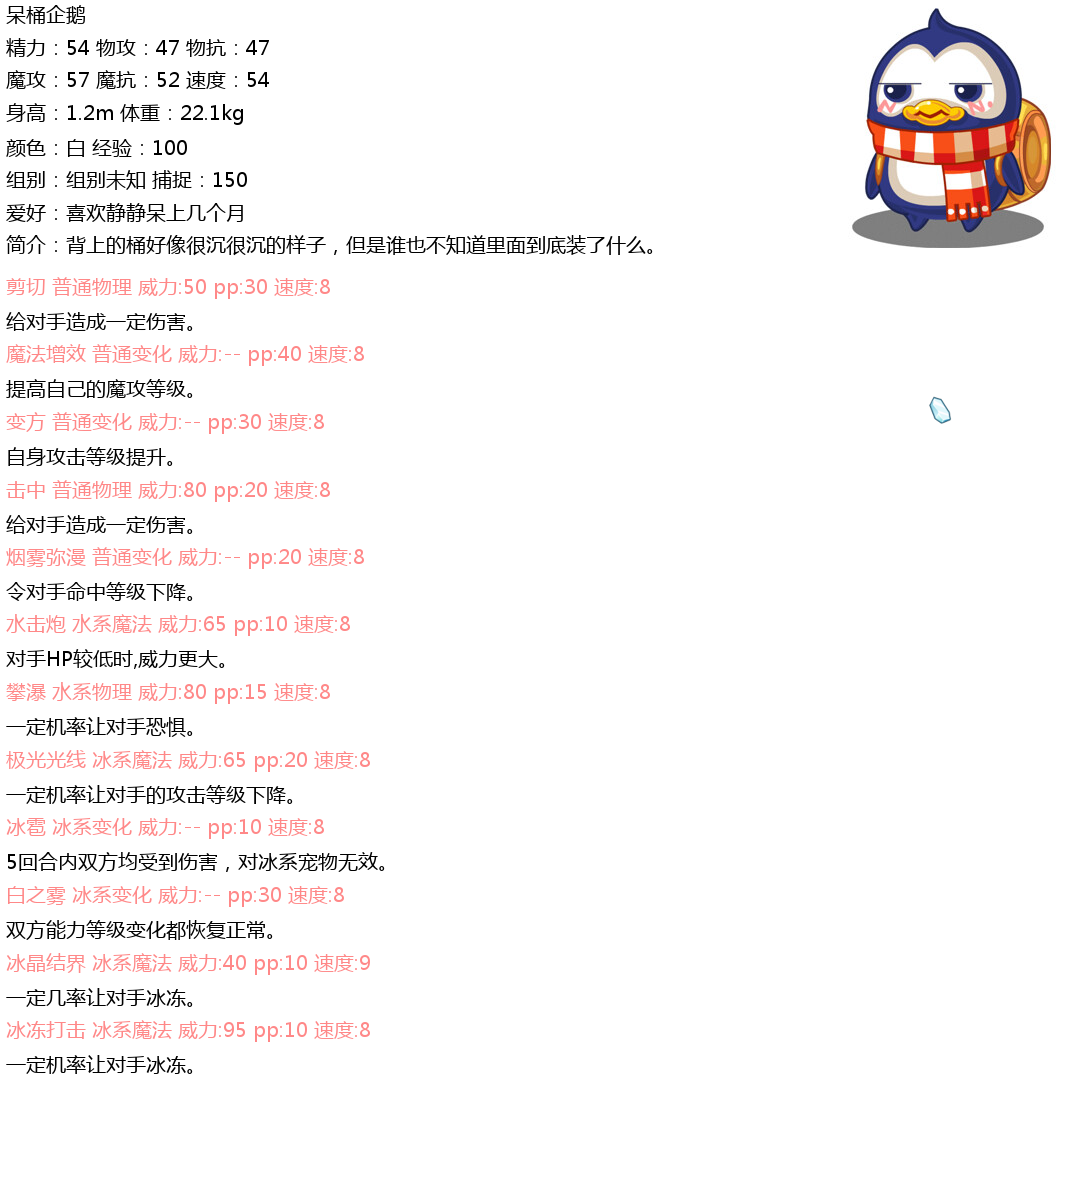 呆桶企鹅
精力：54 物攻：47 物抗：47
魔攻：57 魔抗：52 速度：54
身高：1.2m 体重：22.1kg
颜色：白 经验：100
组别：组别未知 捕捉：150
爱好：喜欢静静呆上几个月
简介：背上的桶好像很沉很沉的样子，但是谁也不知道里面到底装了什么。
剪切 普通物理 威力:50 pp:30 速度:8
给对手造成一定伤害。
魔法增效 普通变化 威力:-- pp:40 速度:8
提高自己的魔攻等级。
变方 普通变化 威力:-- pp:30 速度:8
自身攻击等级提升。
击中 普通物理 威力:80 pp:20 速度:8
给对手造成一定伤害。
烟雾弥漫 普通变化 威力:-- pp:20 速度:8
令对手命中等级下降。
水击炮 水系魔法 威力:65 pp:10 速度:8
对手HP较低时,威力更大。
攀瀑 水系物理 威力:80 pp:15 速度:8
一定机率让对手恐惧。
极光光线 冰系魔法 威力:65 pp:20 速度:8
一定机率让对手的攻击等级下降。
冰雹 冰系变化 威力:-- pp:10 速度:8
5回合内双方均受到伤害，对冰系宠物无效。
白之雾 冰系变化 威力:-- pp:30 速度:8
双方能力等级变化都恢复正常。
冰晶结界 冰系魔法 威力:40 pp:10 速度:9
一定几率让对手冰冻。
冰冻打击 冰系魔法 威力:95 pp:10 速度:8
一定机率让对手冰冻。